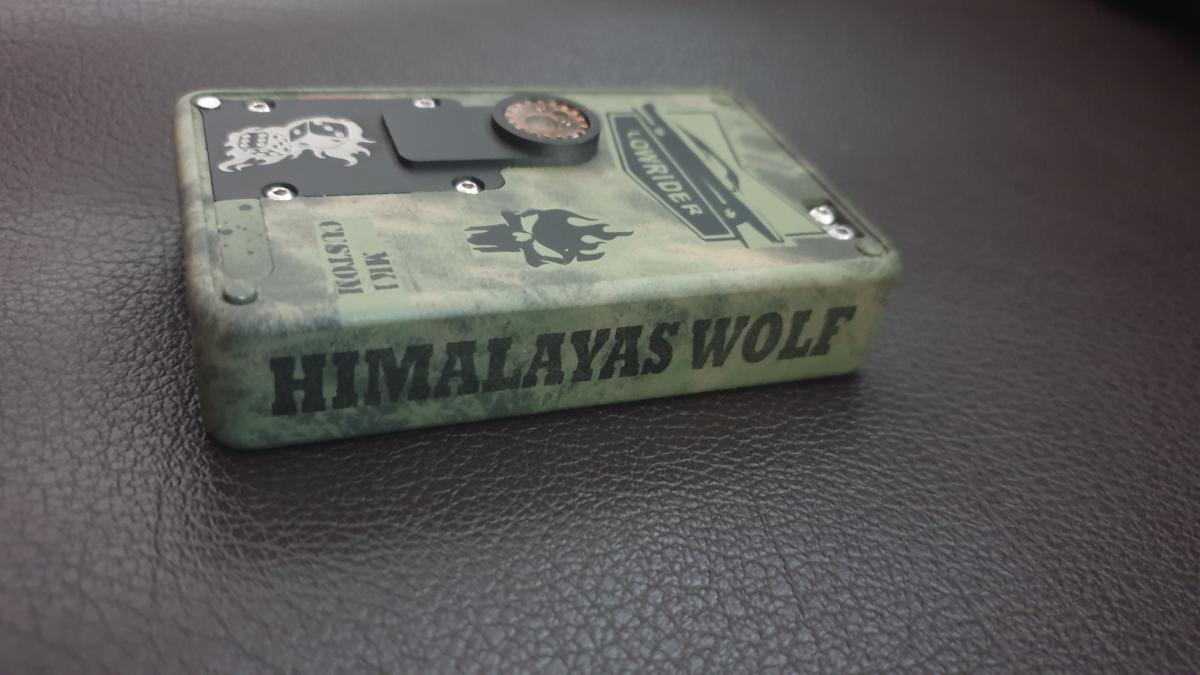 LOWRIDER
MK1
CUSTOM
HIMALAYAS WOLF